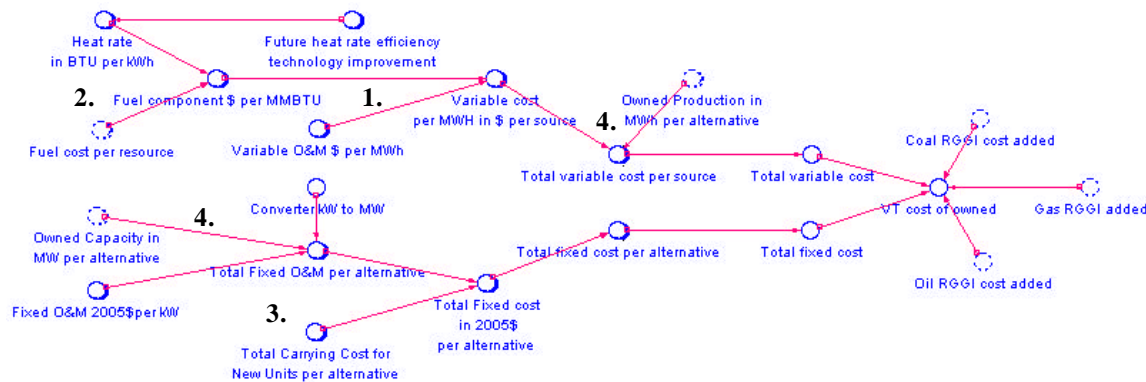 Heat rate
in BTU per kWh
Future heat rate efficiency
technology improvement
2.
Fuel component $ per MMBTU
1.
Variable cost
per MWH in $ per source
4.
Owned Production in
MWh per alternative
Fuel cost per resource
Variable O&M $ per MWh
Total variable cost per source
Total variable cost
Coal RGGI cost added
VT cost of owned
Gas RGGI added
Oil RGGI cost added
Converter kW to MW
4.
Owned Capacity in
MW per alternative
Total Fixed O&M per alternative
Total fixed cost per alternative
Total fixed cost
Fixed O&M 2005$per kW
3.
Total Fixed cost
in 2005$
per alternative
Total Carrying Cost for
New Units per alternative